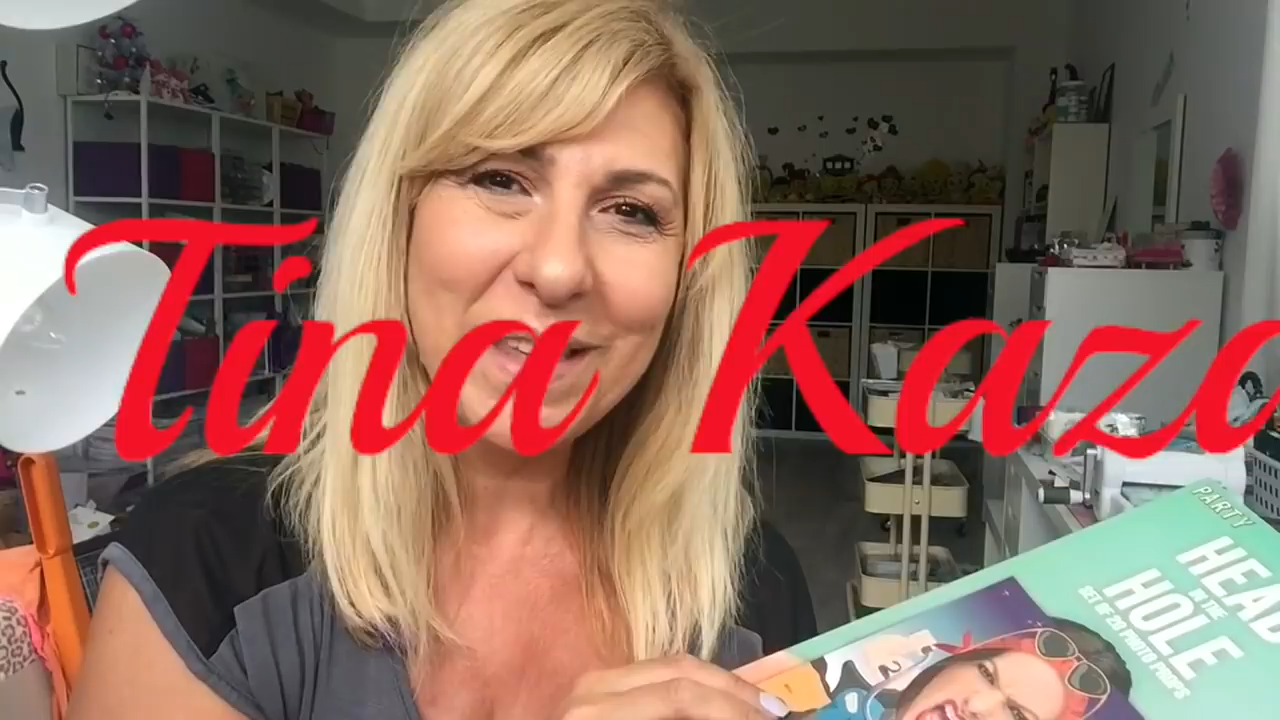 Tina Kaza
PARTY
HEAD
IN THE
HOLE
SET OF 20 PHOTO PROPS